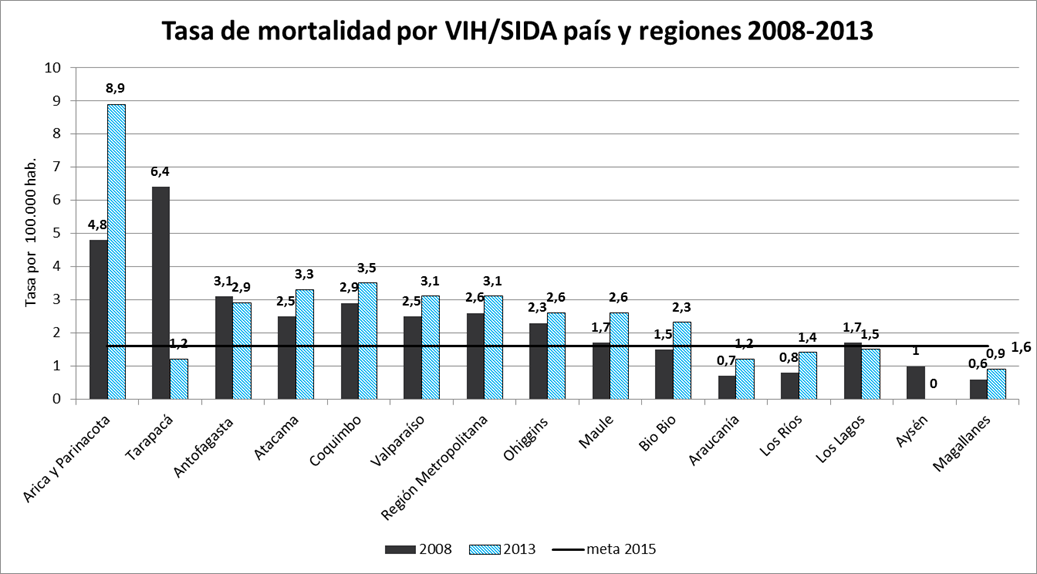 Tasa de mortalidad por VIH/SIDA país y regiones 2008-2013
Tasa por 100.000 hab.
10
9
8
7
6
5
4
3
2
1
0
4,8
8,9
6,4
1,2
3,1
2,9
2,5
3,3
2,9
3,5
2,5
3,1
2,6
3,1
2,3
2,6
1,7
2,6
1,5
2,3
0,7
1,2
0,8
1,4
1,7
1,5
1
0
0,6
0,9
1,6
Arica y Parinacota
Tarapacá
Antofagasta
Atacama
Coquimbo
Valparaíso
Región Metropolitana
Ohiggins
Maule
Bio Bio
Araucanía
Los Ríos
Los Lagos
Aysén
Magallanes
2008
2013
meta 2015